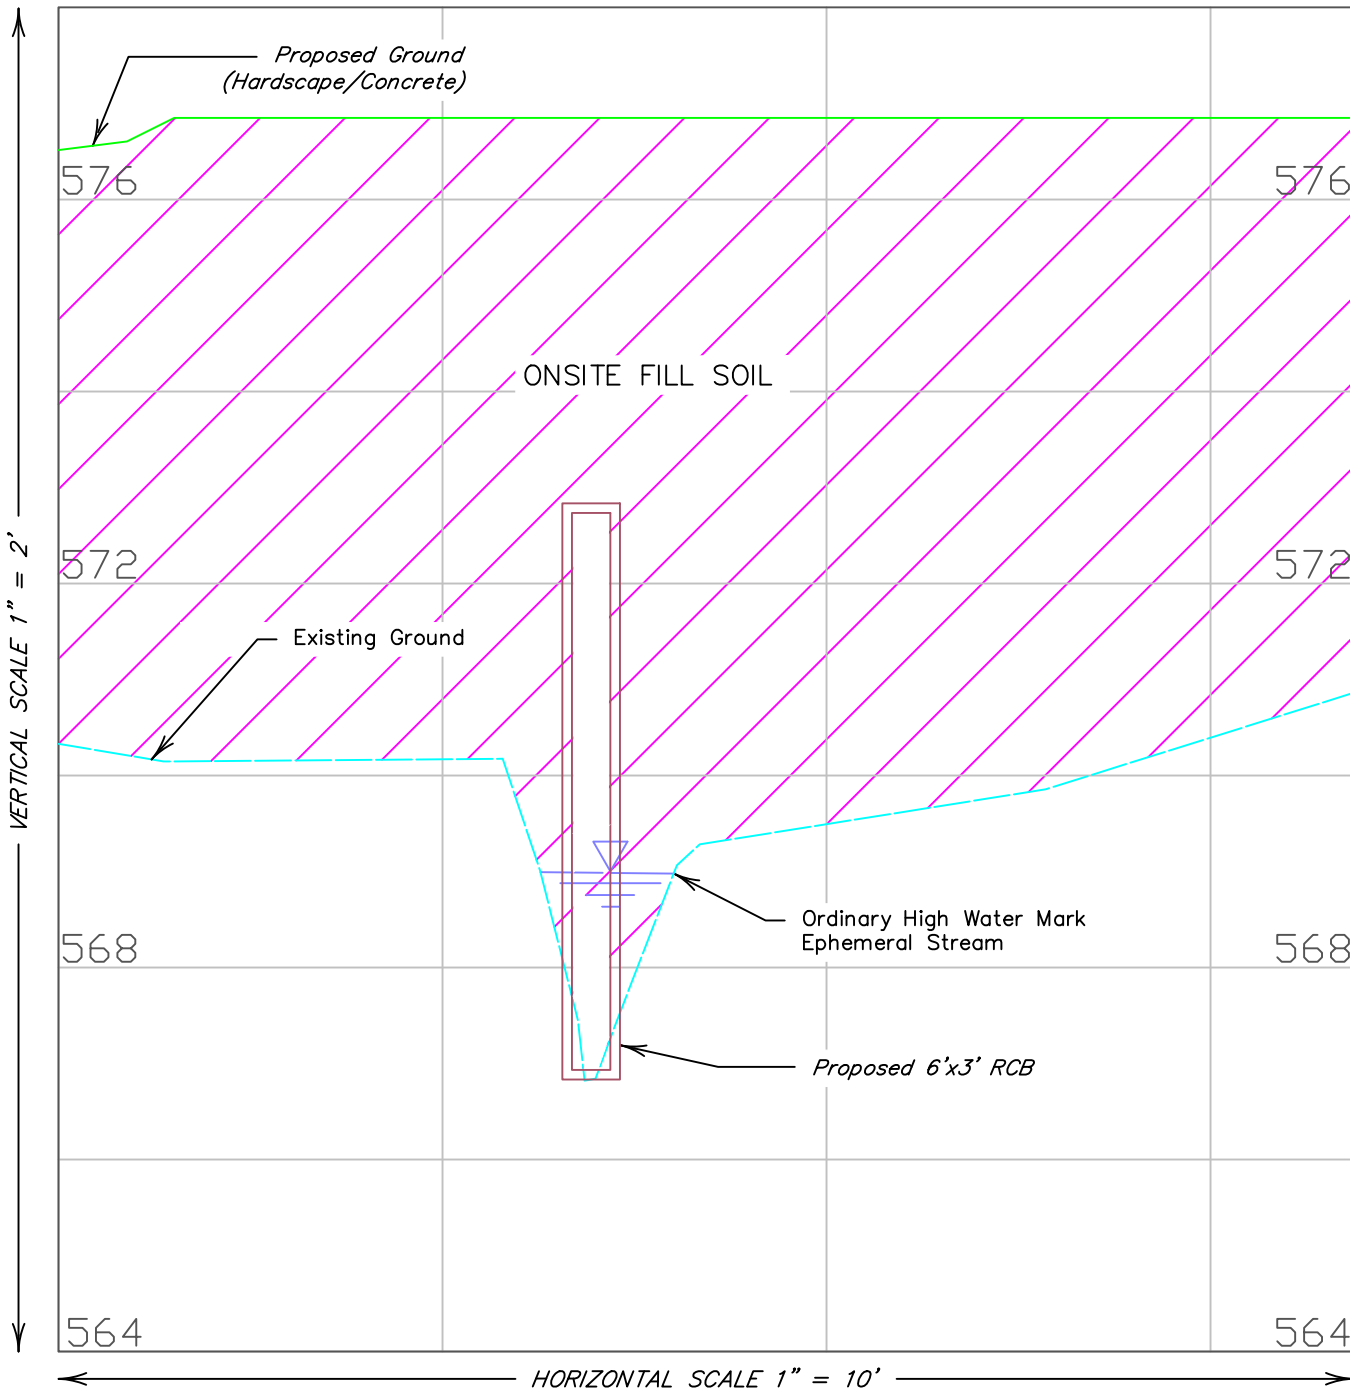 Proposed Ground
(Hardscape/Concrete)
576 576
ONSITE FILL SOIL
572 572
Existing Ground
VERTICAL SCALE 1" = 2'
Ordinary High Water Mark
Ephemeral Stream
568 568
Proposed 6'x3' RCB
564 564
HORIZONTAL SCALE 1" = 10'